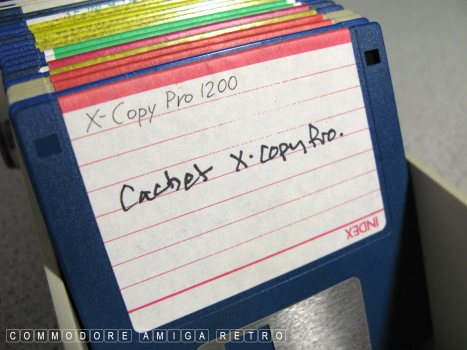 X-Copy Pro 1200
Cachet X.Copy Pro.
INDEX
COMMODORE AMIGA RETRO